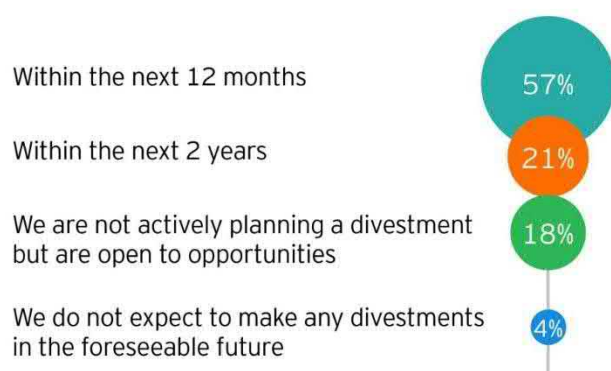 Within the next 12 months
57%
Within the next 2 years
21%
We are not actively planning a divestment
but are open to opportunities
18%
We do not expect to make any divestments
in the foreseeable future
4%